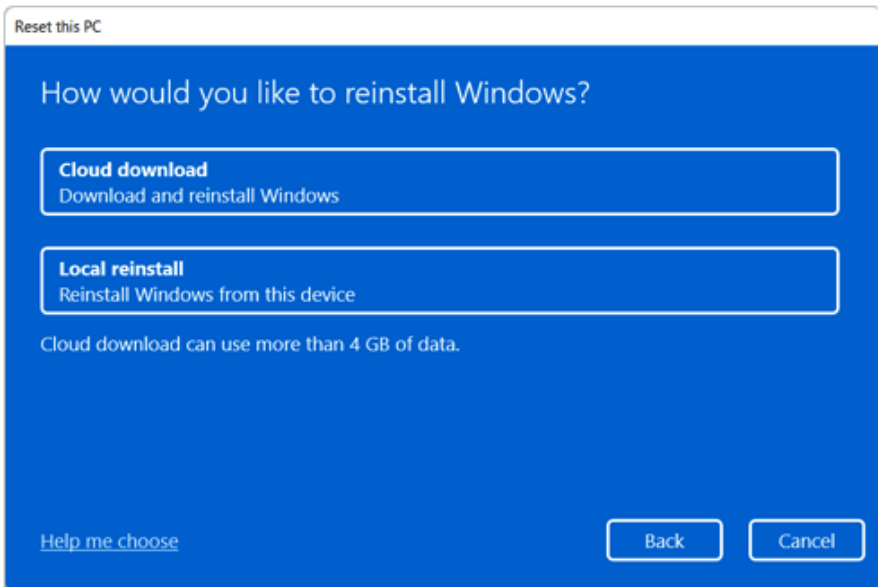 Reset this PC
How would you like to reinstall Windows?
Cloud download
Download and reinstall Windows
Local reinstall
Reinstall Windows from this device
Cloud download can use more than 4 GB of data.
Help me choose
Back
Cancel